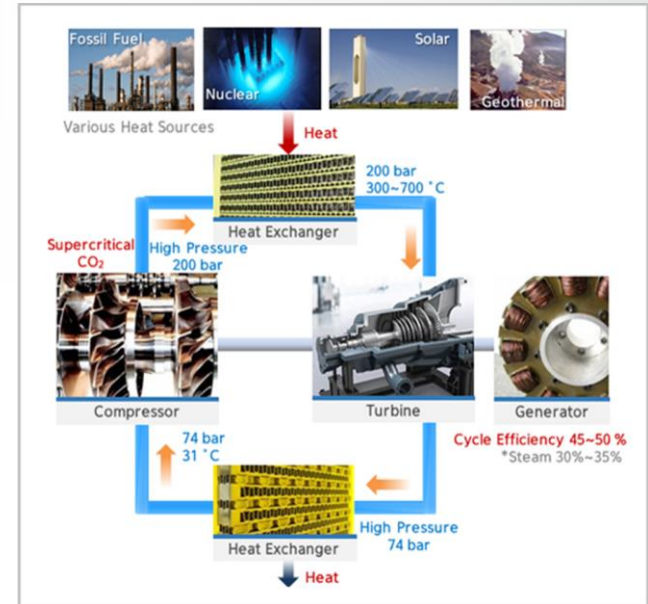 Fossil Fuel
Nuclear
Solar
Geothermal
Various Heat Sources
Heat
200 bar
300~700 ˚C
Heat Exchanger
Supercritical
CO₂
High Pressure
200 bar
Compressor
Turbine
Generator
74 bar
31 ˚C
Cycle Efficiency 45~50 %
*Steam 30%~35%
High Pressure
74 bar
Heat Exchanger
Heat